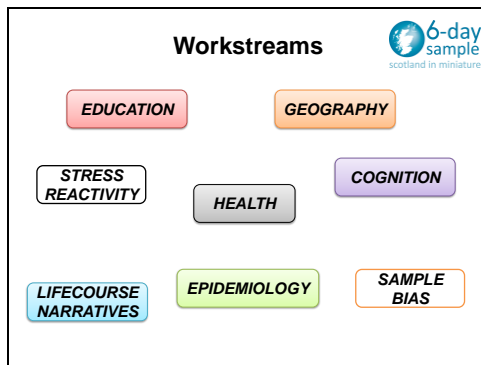 Workstreams
6-day
sample
scotland in miniature
EDUCATION
GEOGRAPHY
STRESS
REACTIVITY
HEALTH
COGNITION
LIFECOURSE
NARRATIVES
EPIDEMIOLOGY
SAMPLE
BIAS